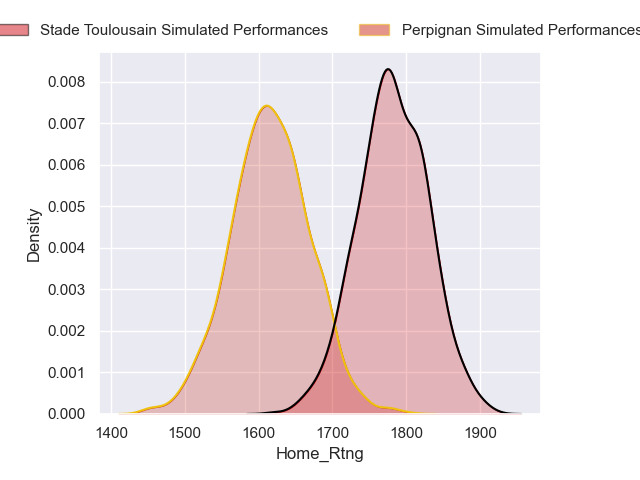 Stade Toulousain Simulated Performances Perpignan Simulated Performances
0.008
0.007
0.006
0.005
0.004
0.003
0.002
0.001
0.000
Density
1400 1500 1600 1700 1800 1900
Home_Rtng